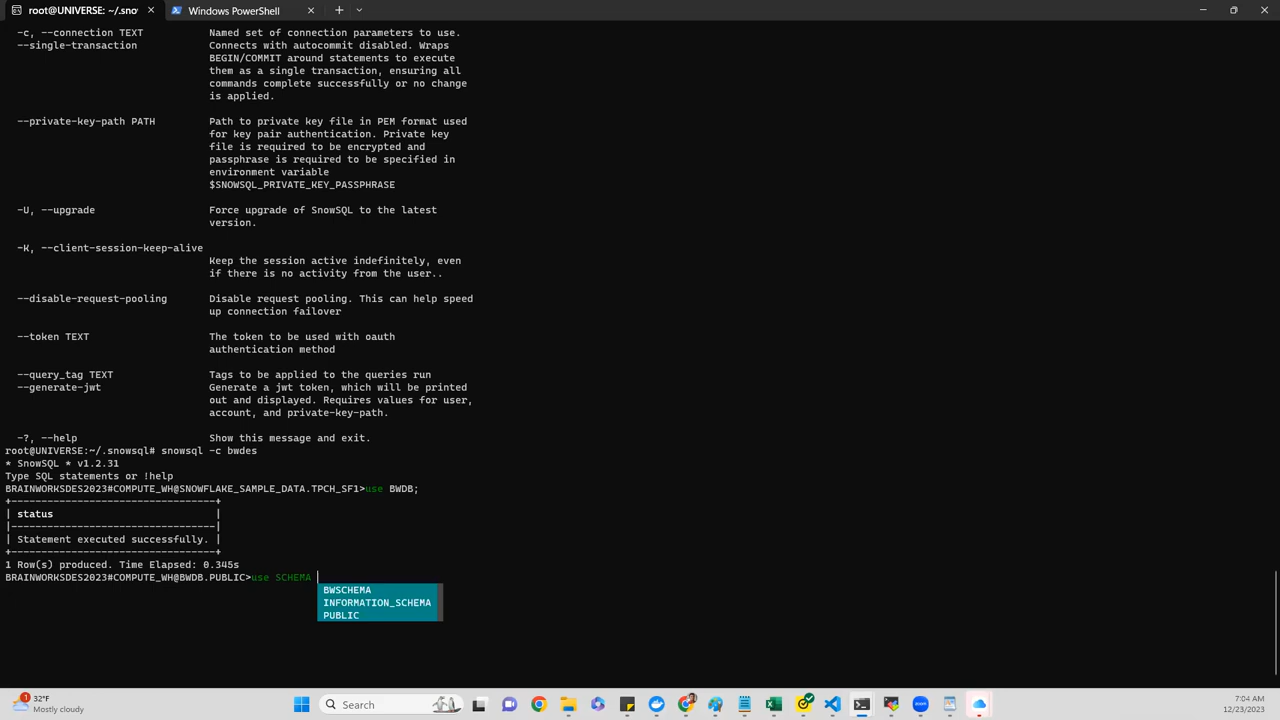 root@UNIVERSE: ~/.snow
Windows PowerShell
-c, --connection TEXT Named set of connection parameters to use.
--single-transaction Connects with autocommit disabled. Wraps
BEGIN/COMMIT around statements to execute
them as a single transaction, ensuring all
commands complete successfully or no change
is applied.
--private-key-path PATH Path to private key file in PEM format used
for key pair authentication. Private key
file is required to be encrypted and
passphrase is required to be specified in
environment variable
$SNOWSQL_PRIVATE_KEY_PASSPHRASE
-U, --upgrade Force upgrade of SnowSQL to the latest
version.
-K, --client-session-keep-alive
Keep the session active indefinitely, even
if there is no activity from the user..
--disable-request-pooling Disable request pooling. This can help speed
up connection failover
--token TEXT The token to be used with oauth
authentication method
--query_tag TEXT Tags to be applied to the queries run
--generate-jwt Generate a jwt token, which will be printed
out and displayed. Requires values for user,
account, and private-key-path.
-?, --help Show this message and exit.
root@UNIVERSE:~/.snowsql# snowsql -c bwdes
* SnowSQL * v1.2.31
Type SQL statements or !help
BRAINWORKSDES2023#COMPUTE_WH@SNOWFLAKE_SAMPLE_DATA.TPCH_SF1>use BWDB;
+-----------------------------------+
| status |
|-----------------------------------|
| Statement executed successfully. |
+-----------------------------------+
1 Row(s) produced. Time Elapsed: 0.345s
BRAINWORKSDES2023#COMPUTE_WH@BWDB.PUBLIC>use SCHEMA
BWSCHEMA
INFORMATION_SCHEMA
PUBLIC
1
32°F
Mostly cloudy
Search
7:04 AM
12/23/2023